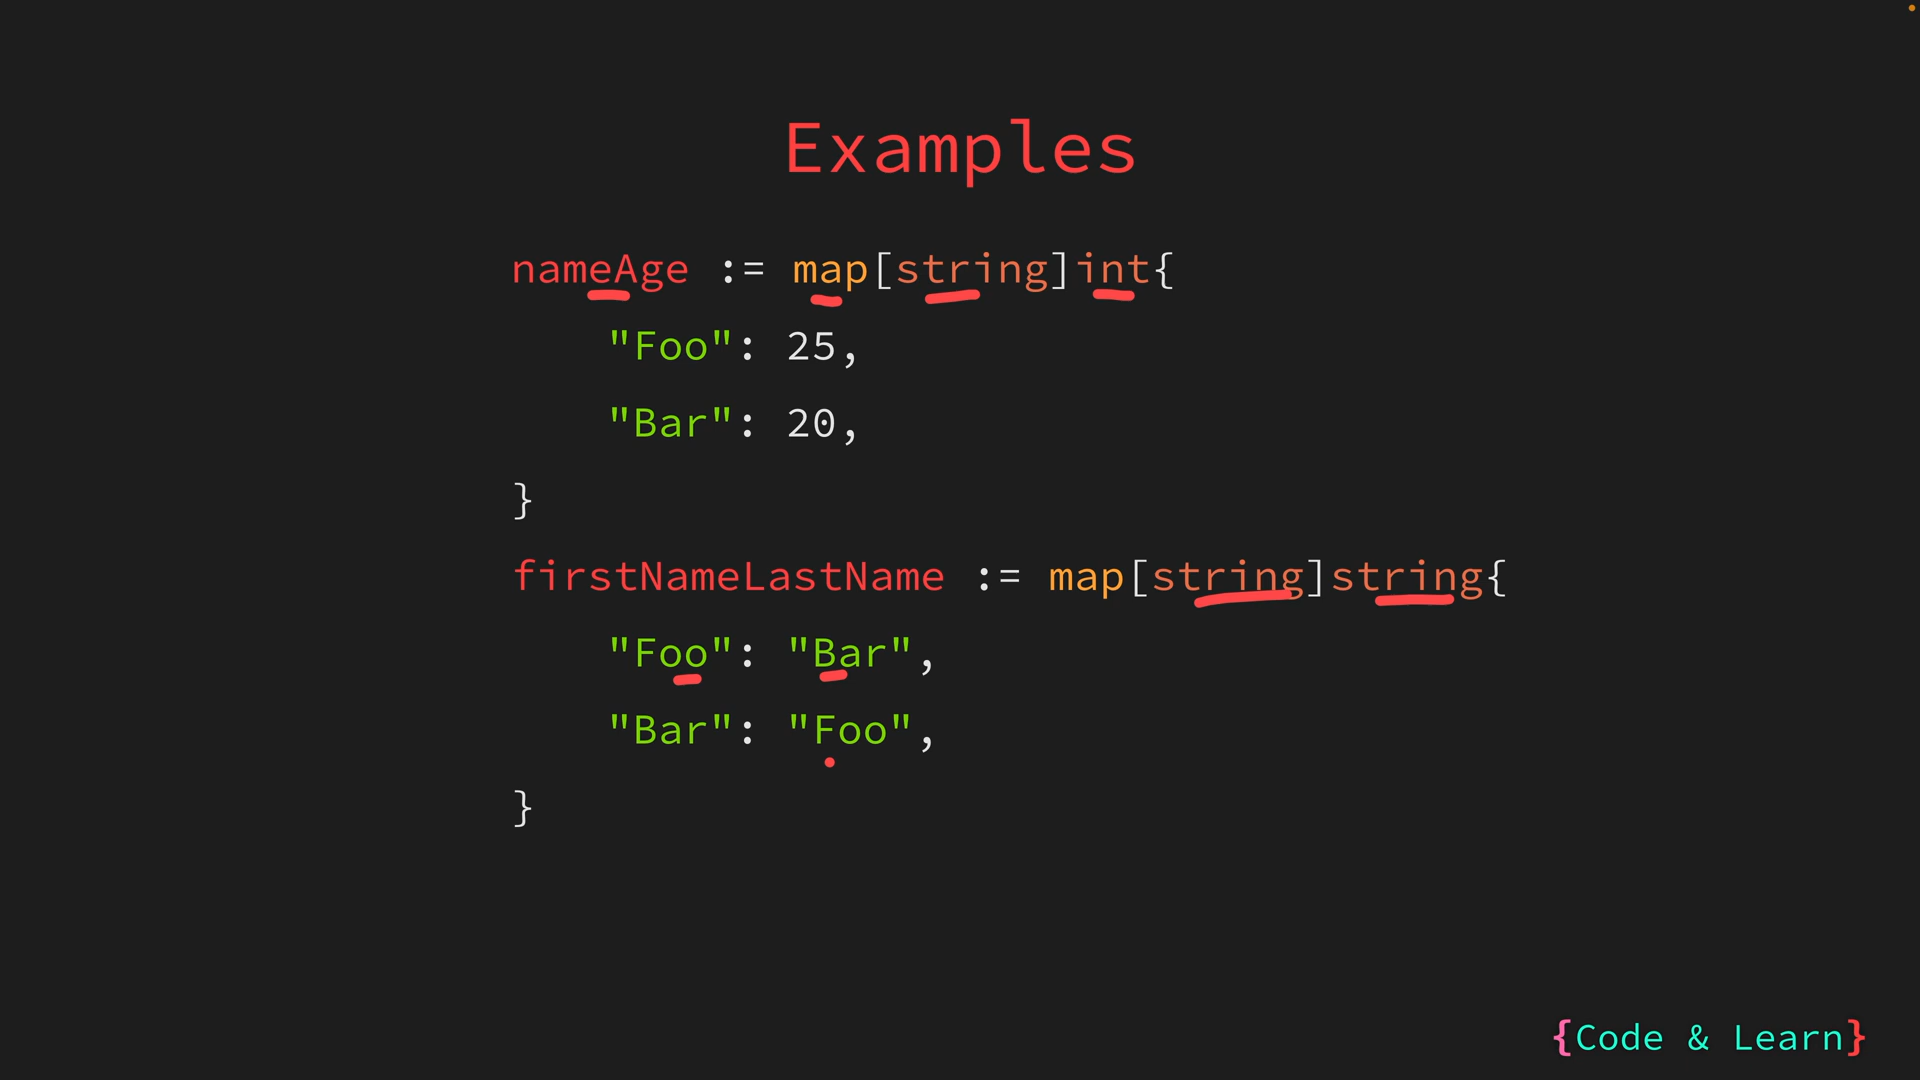 Examples
nameAge := map[string]int{
    "Foo": 25,
    "Bar": 20,
}
firstNameLastName := map[string]string{
    "Foo": "Bar",
    "Bar": "Foo",
}
{Code & Learn}